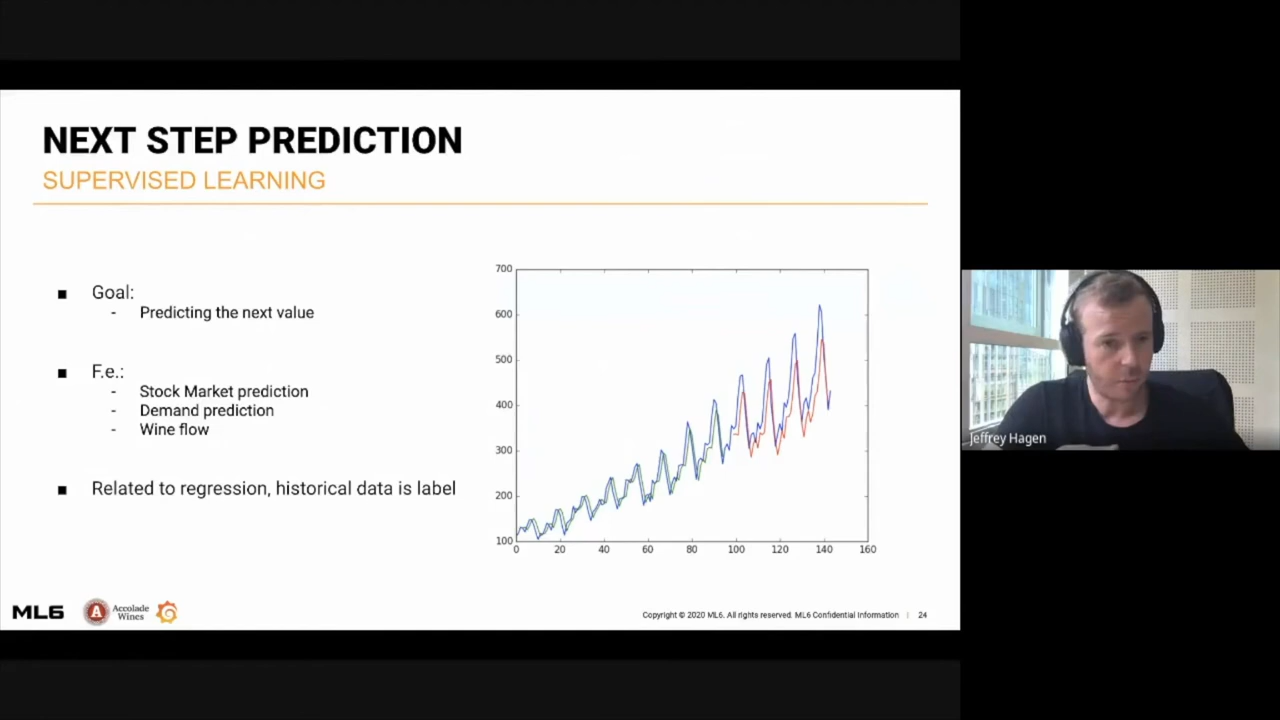 NEXT STEP PREDICTION
SUPERVISED LEARNING
■ Goal:
- Predicting the next value
■ F.e.:
- Stock Market prediction
- Demand prediction
- Wine flow
■ Related to regression, historical data is label
700
600
500
400
300
200
100
0 20 40 60 80 100 120 140 160
Jeffrey Hagen
ML6 A Accolade Wines
Copyright © 2020 ML6. All rights reserved. ML6 Confidential Information | 24